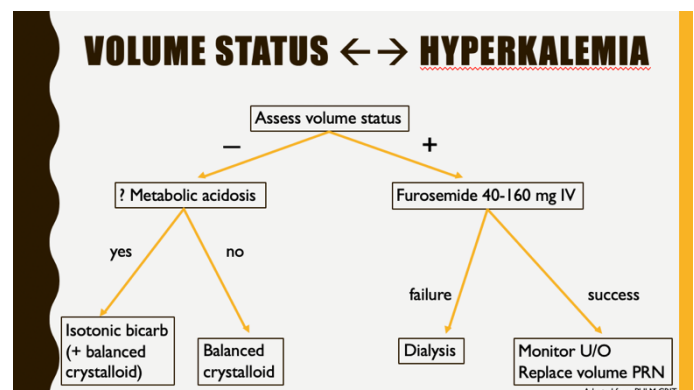 VOLUME STATUS ←→ HYPERKALEMIA
Assess volume status
– +
? Metabolic acidosis
Furosemide 40-160 mg IV
yes no
failure success
Isotonic bicarb
(+ balanced
crystalloid)
Balanced
crystalloid
Dialysis
Monitor U/O
Replace volume PRN